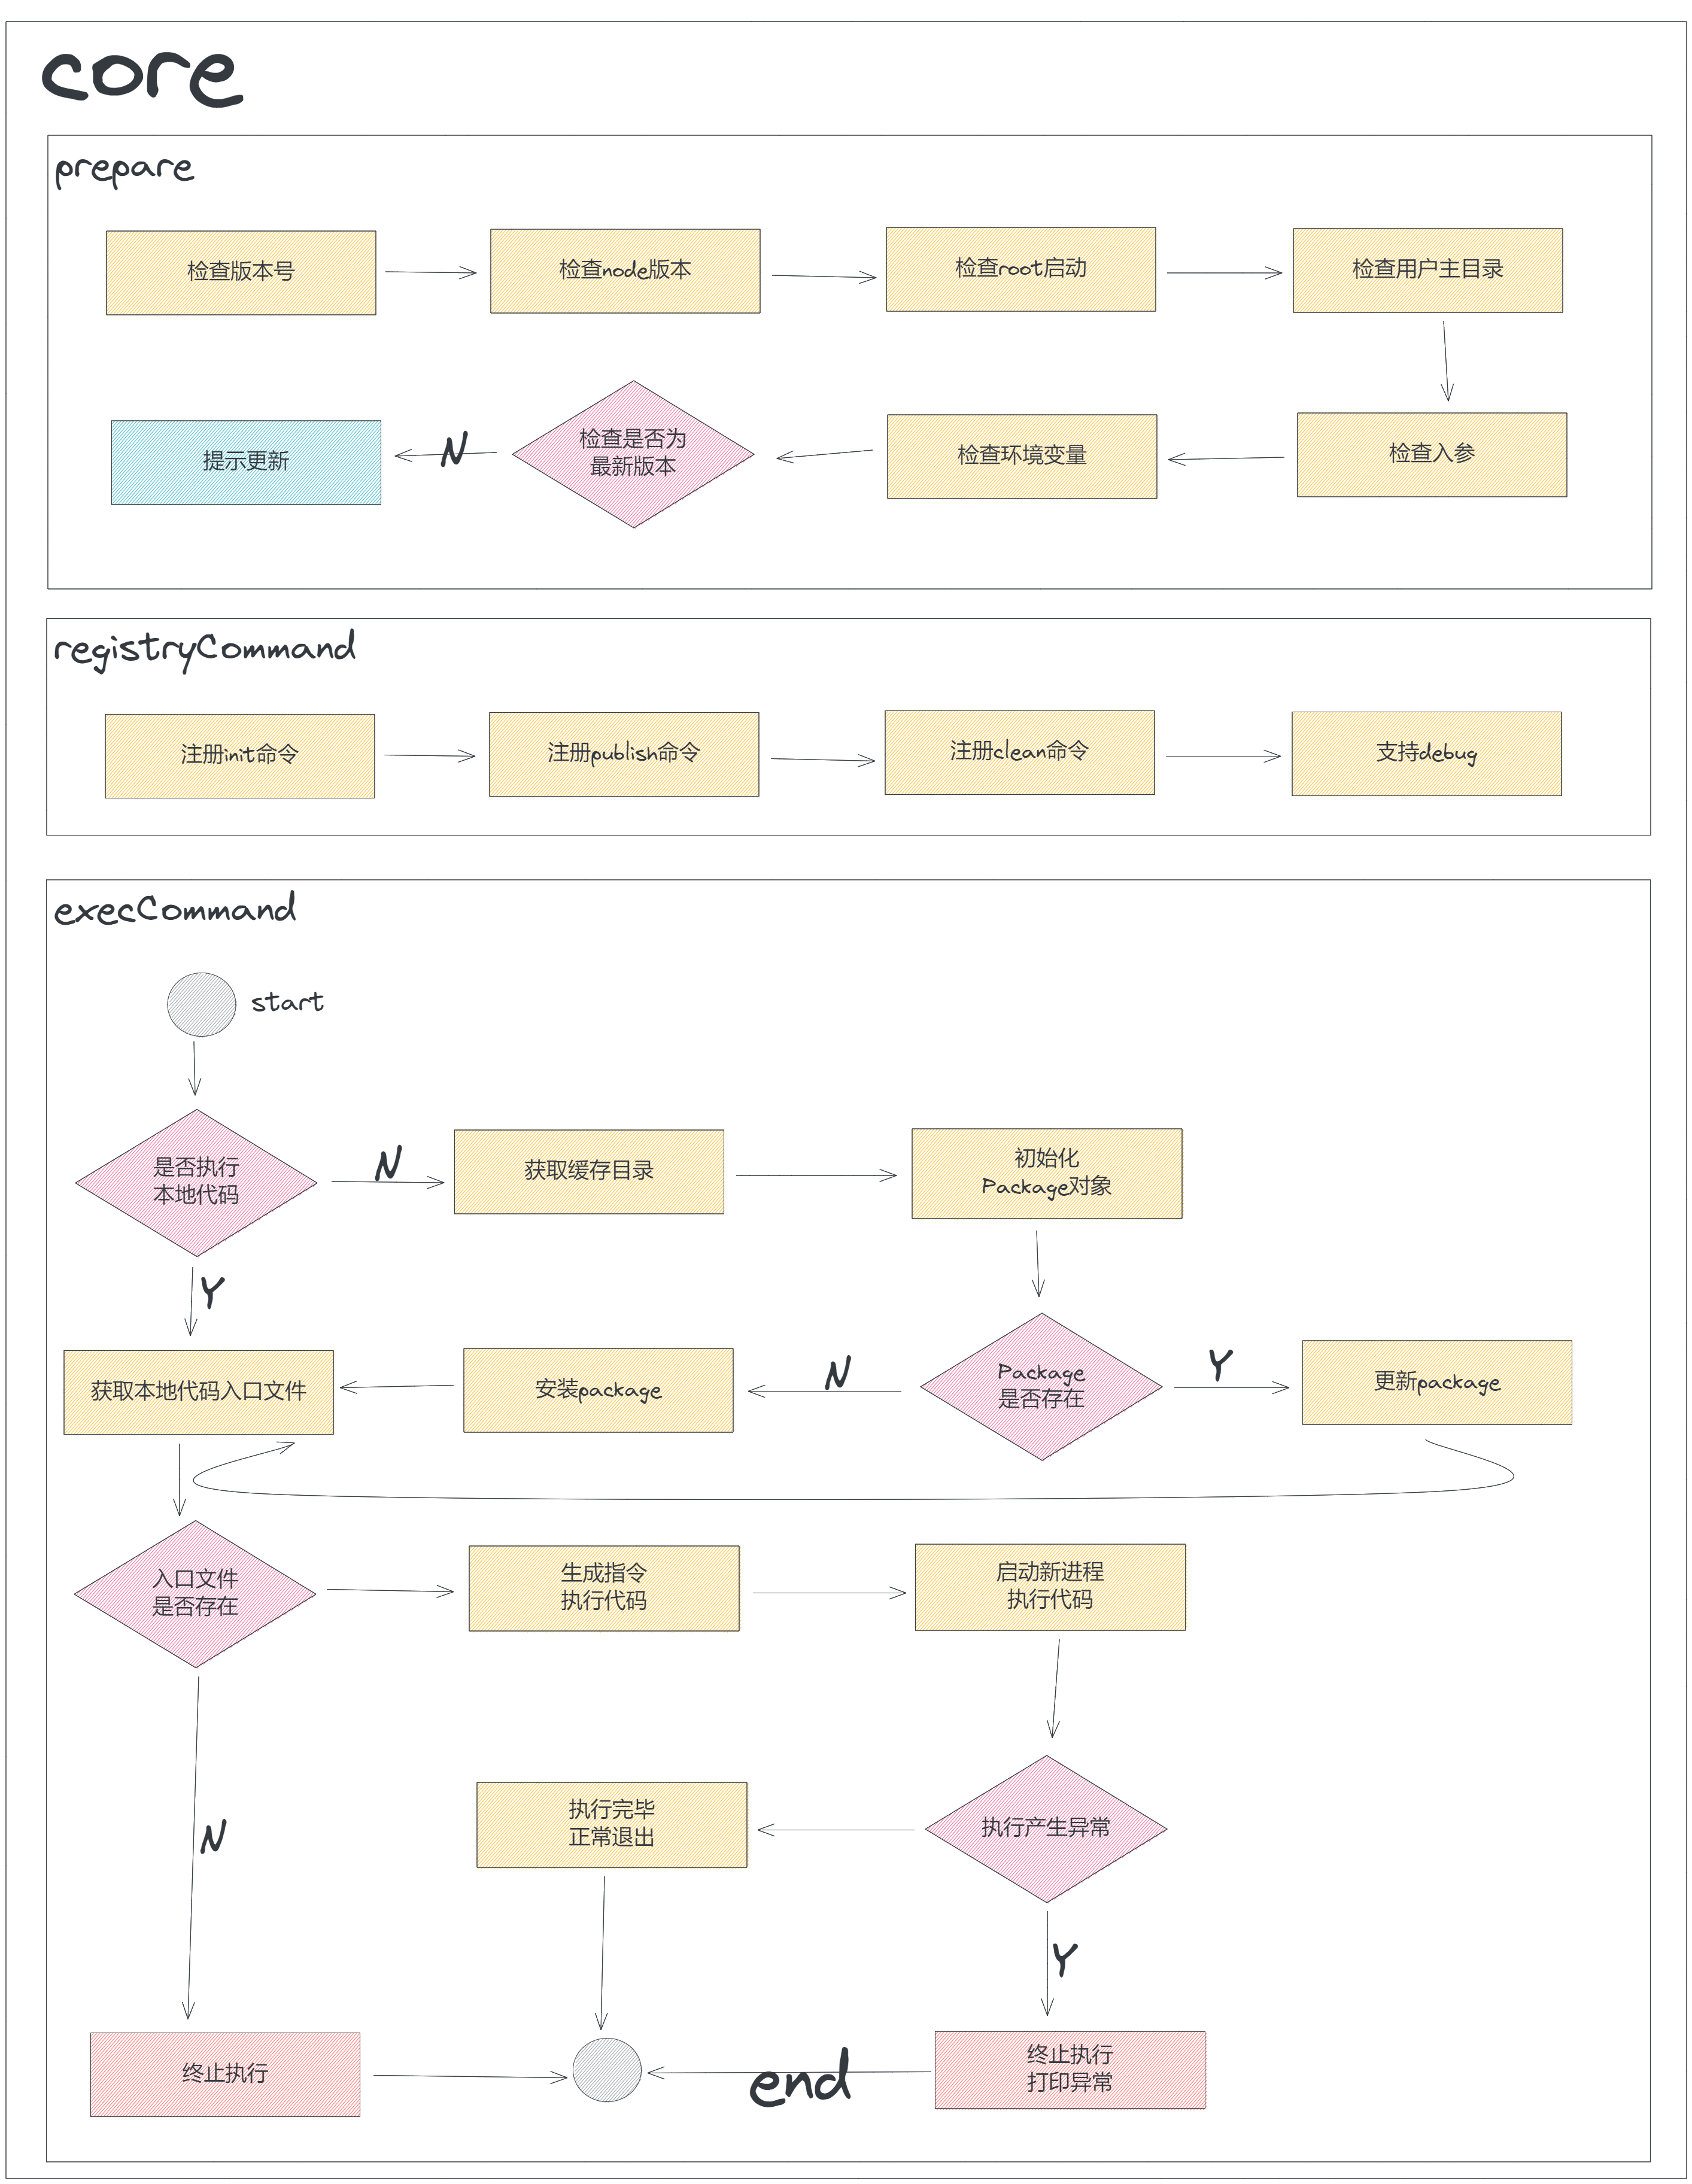 core
prepare
检查版本号
检查node版本
检查root启动
检查用户主目录
提示更新
N
检查是否为
最新版本
检查环境变量
检查入参
registryCommand
注册init命令
注册publish命令
注册clean命令
支持debug
execCommand
start
是否执行
本地代码
N
获取缓存目录
初始化
Package对象
Y
获取本地代码入口文件
安装package
N
Package
是否存在
Y
更新package
入口文件
是否存在
生成指令
执行代码
启动新进程
执行代码
N
执行完毕
正常退出
执行产生异常
Y
终止执行
end
终止执行
打印异常